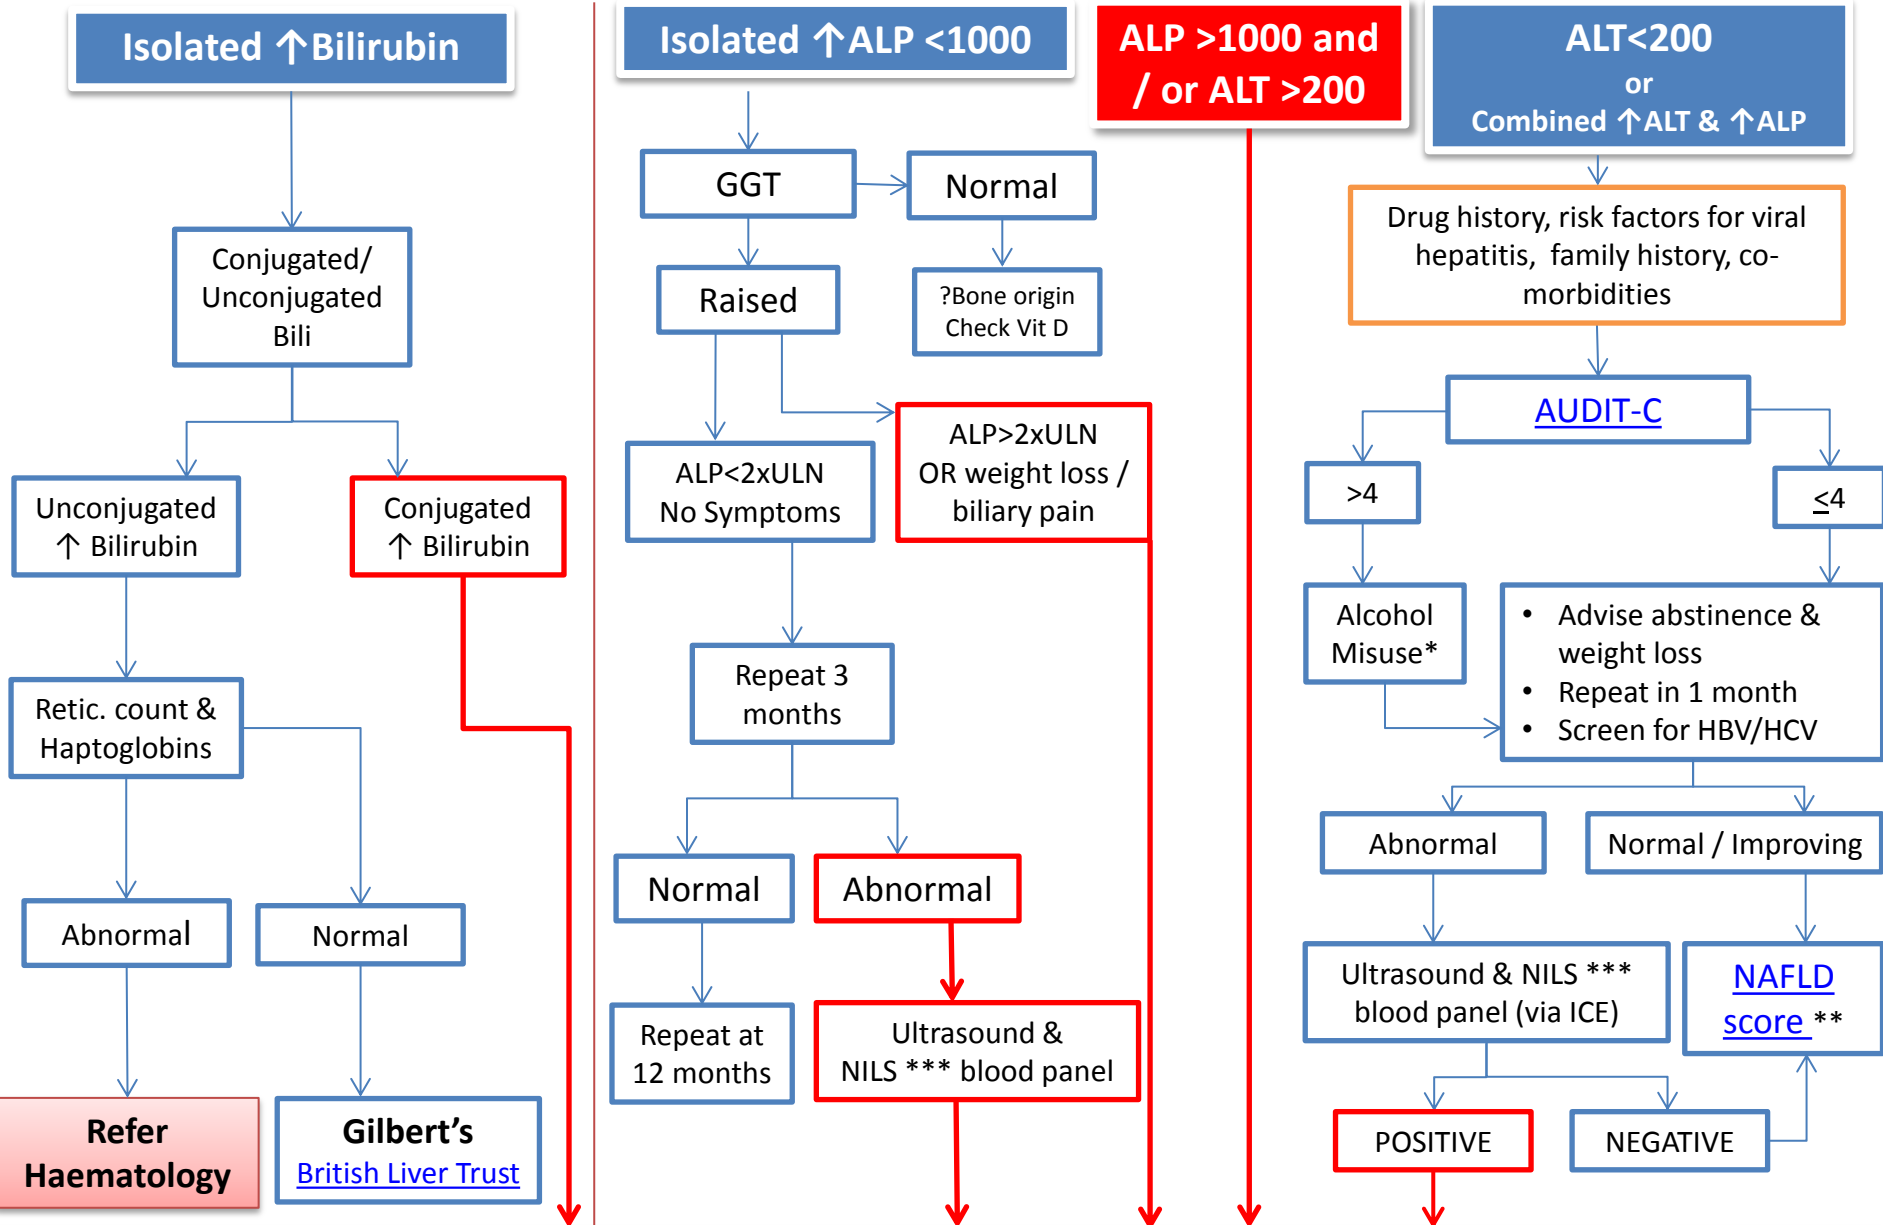 Isolated ↑Bilirubin
Conjugated/
Unconjugated
Bili
Unconjugated
↑ Bilirubin
Conjugated
↑ Bilirubin
Retic. count &
Haptoglobins
Abnormal
Normal
Refer
Haematology
Gilbert's
British Liver Trust
Isolated ↑ALP <1000
GGT
Normal
Raised
?Bone origin
Check Vit D
ALP<2xULN
No Symptoms
ALP>2xULN
OR weight loss /
biliary pain
Repeat 3
months
Normal
Abnormal
Repeat at
12 months
Ultrasound &
NILS *** blood panel
ALP >1000 and
/ or ALT >200
ALT<200
or
Combined ↑ALT & ↑ALP
Drug history, risk factors for viral
hepatitis, family history, co-
morbidities
AUDIT-C
>4
≤4
Alcohol
Misuse*
• Advise abstinence &
weight loss
• Repeat in 1 month
• Screen for HBV/HCV
Abnormal
Normal / Improving
Ultrasound & NILS ***
blood panel (via ICE)
NAFLD
score **
POSITIVE
NEGATIVE